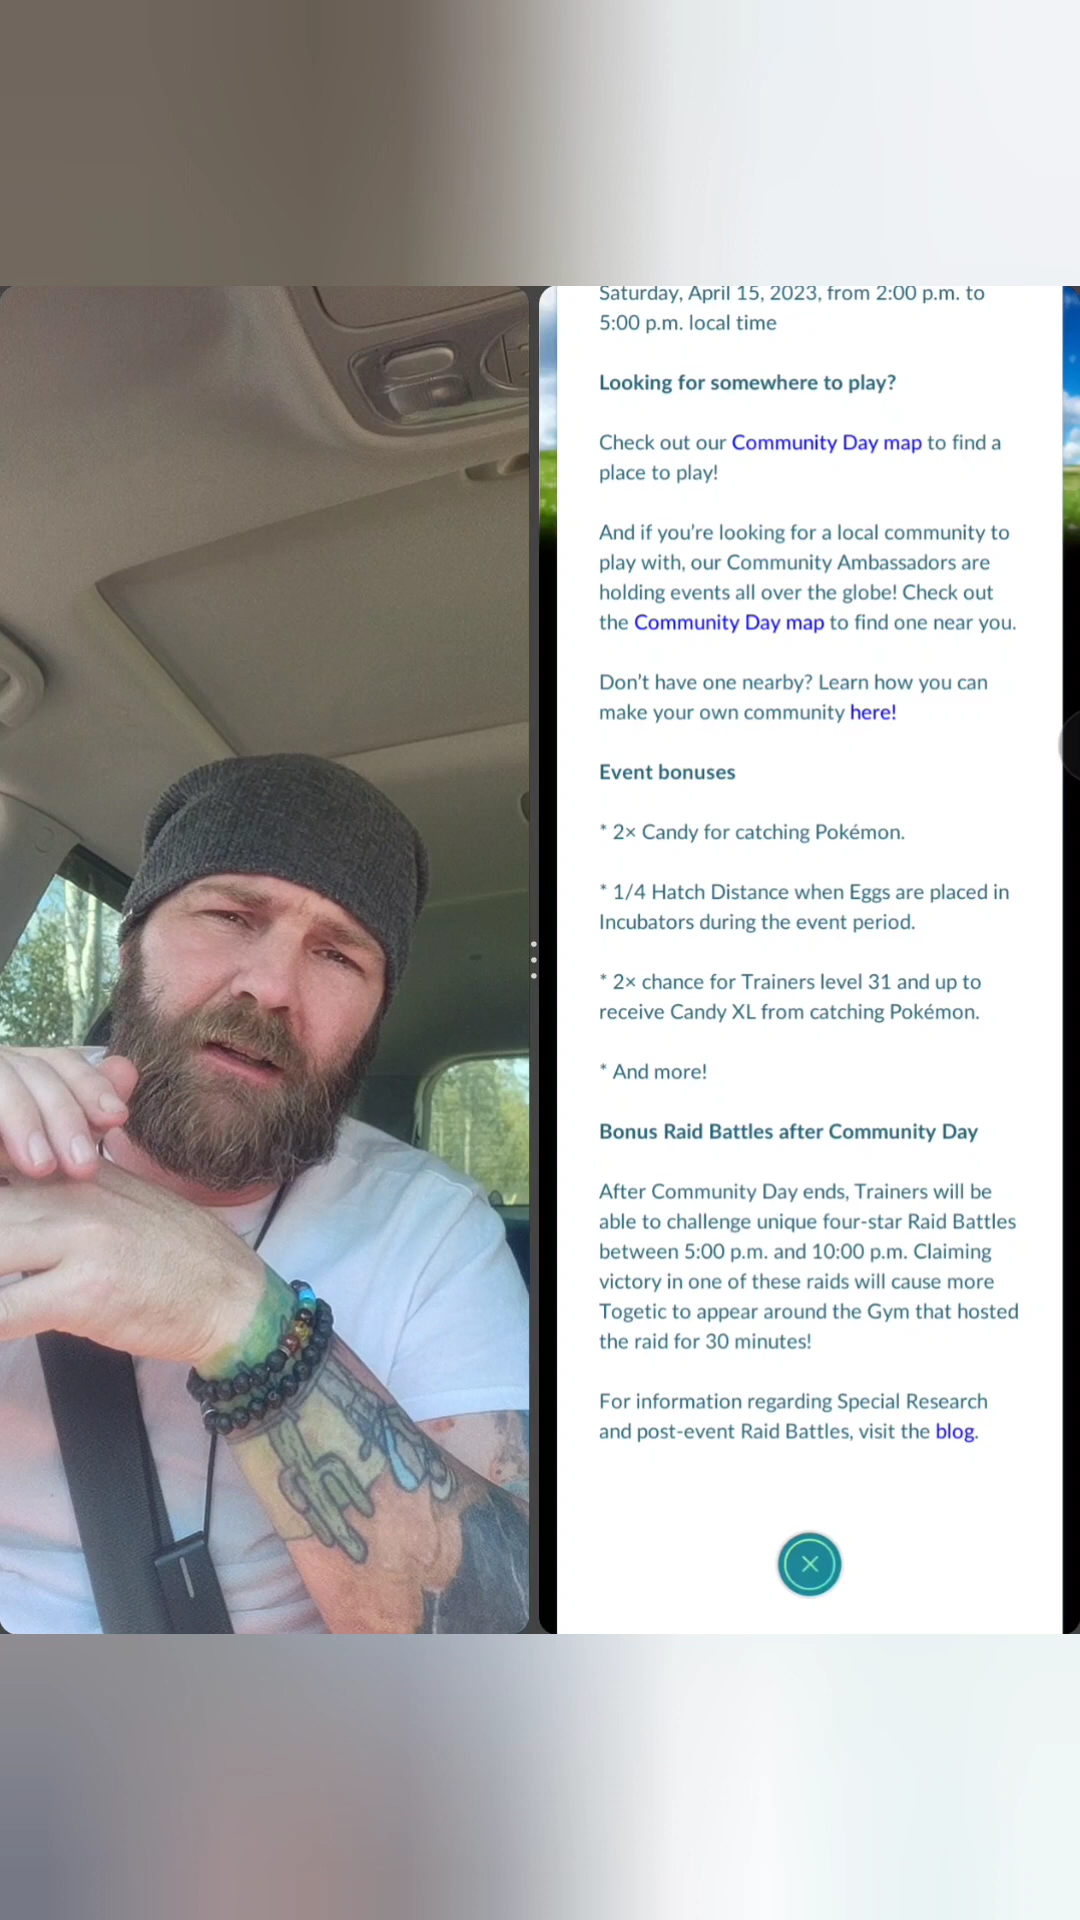 Saturday, April 15, 2023, from 2:00 p.m. to
5:00 p.m. local time
Looking for somewhere to play?
Check out our Community Day map to find a
place to play!
And if you're looking for a local community to
play with, our Community Ambassadors are
holding events all over the globe! Check out
the Community Day map to find one near you.
Don't have one nearby? Learn how you can
make your own community here!
Event bonuses
* 2× Candy for catching Pokémon.
* 1/4 Hatch Distance when Eggs are placed in
Incubators during the event period.
* 2× chance for Trainers level 31 and up to
receive Candy XL from catching Pokémon.
* And more!
Bonus Raid Battles after Community Day
After Community Day ends, Trainers will be
able to challenge unique four-star Raid Battles
between 5:00 p.m. and 10:00 p.m. Claiming
victory in one of these raids will cause more
Togetic to appear around the Gym that hosted
the raid for 30 minutes!
For information regarding Special Research
and post-event Raid Battles, visit the blog.